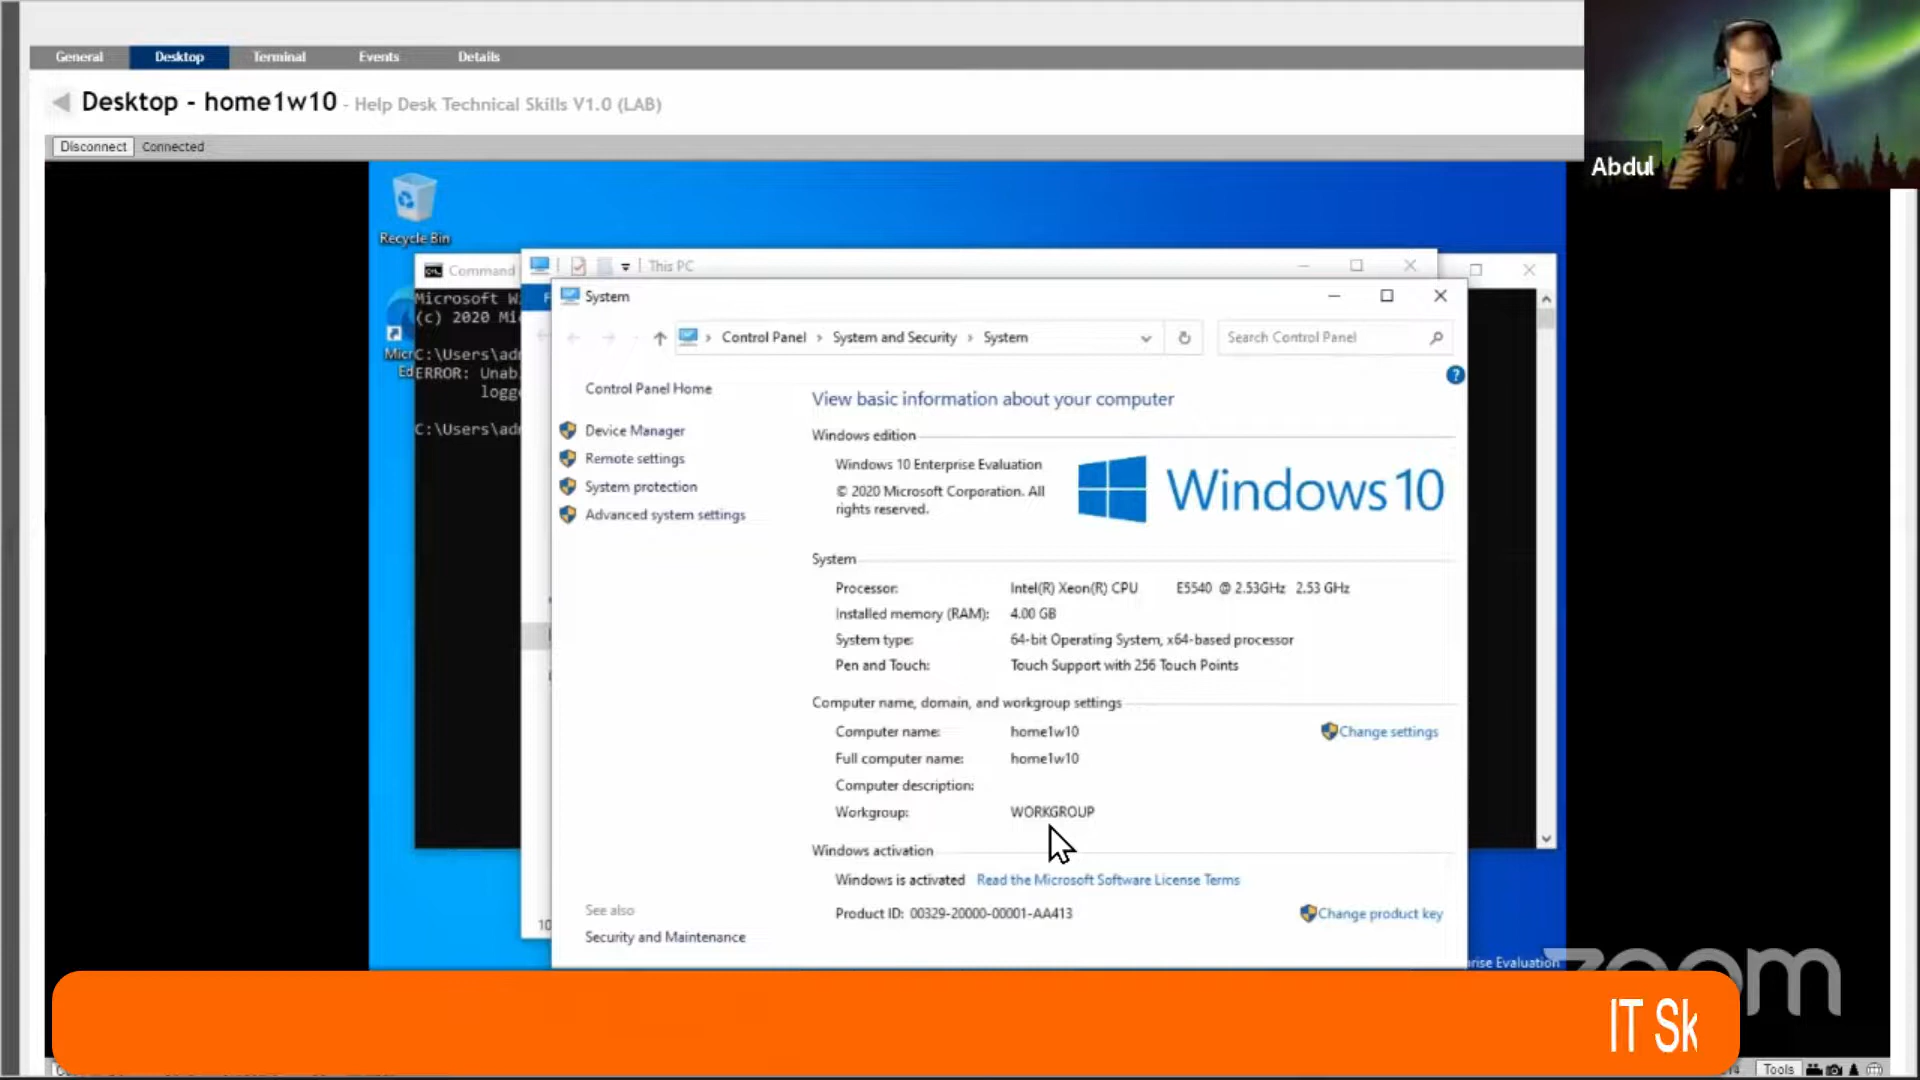 General Desktop Terminal Events Details
Desktop - home1w10 - Help Desk Technical Skills V1.0 (LAB)
Disconnect Connected
Abdul
Recycle Bin
Command
This PC
Microsoft W
(c) 2020 Mi
System
Control Panel > System and Security > System
Search Control Panel
C:\Users\ad
ERROR: Unab
logge
C:\Users\ad
Control Panel Home
Device Manager
Remote settings
System protection
Advanced system settings
View basic information about your computer
Windows edition
Windows 10 Enterprise Evaluation
© 2020 Microsoft Corporation. All
rights reserved.
Windows 10
System
Processor: Intel(R) Xeon(R) CPU E5540 @ 2.53GHz 2.53 GHz
Installed memory (RAM): 4.00 GB
System type: 64-bit Operating System, x64-based processor
Pen and Touch: Touch Support with 256 Touch Points
Computer name, domain, and workgroup settings
Computer name: home1w10
Change settings
Full computer name: home1w10
Computer description:
Workgroup: WORKGROUP
Windows activation
Windows is activated Read the Microsoft Software License Terms
Product ID: 00329-20000-00001-AA413
Change product key
See also
Security and Maintenance
10
rise Evaluation
zoom
IT Sk
Tools